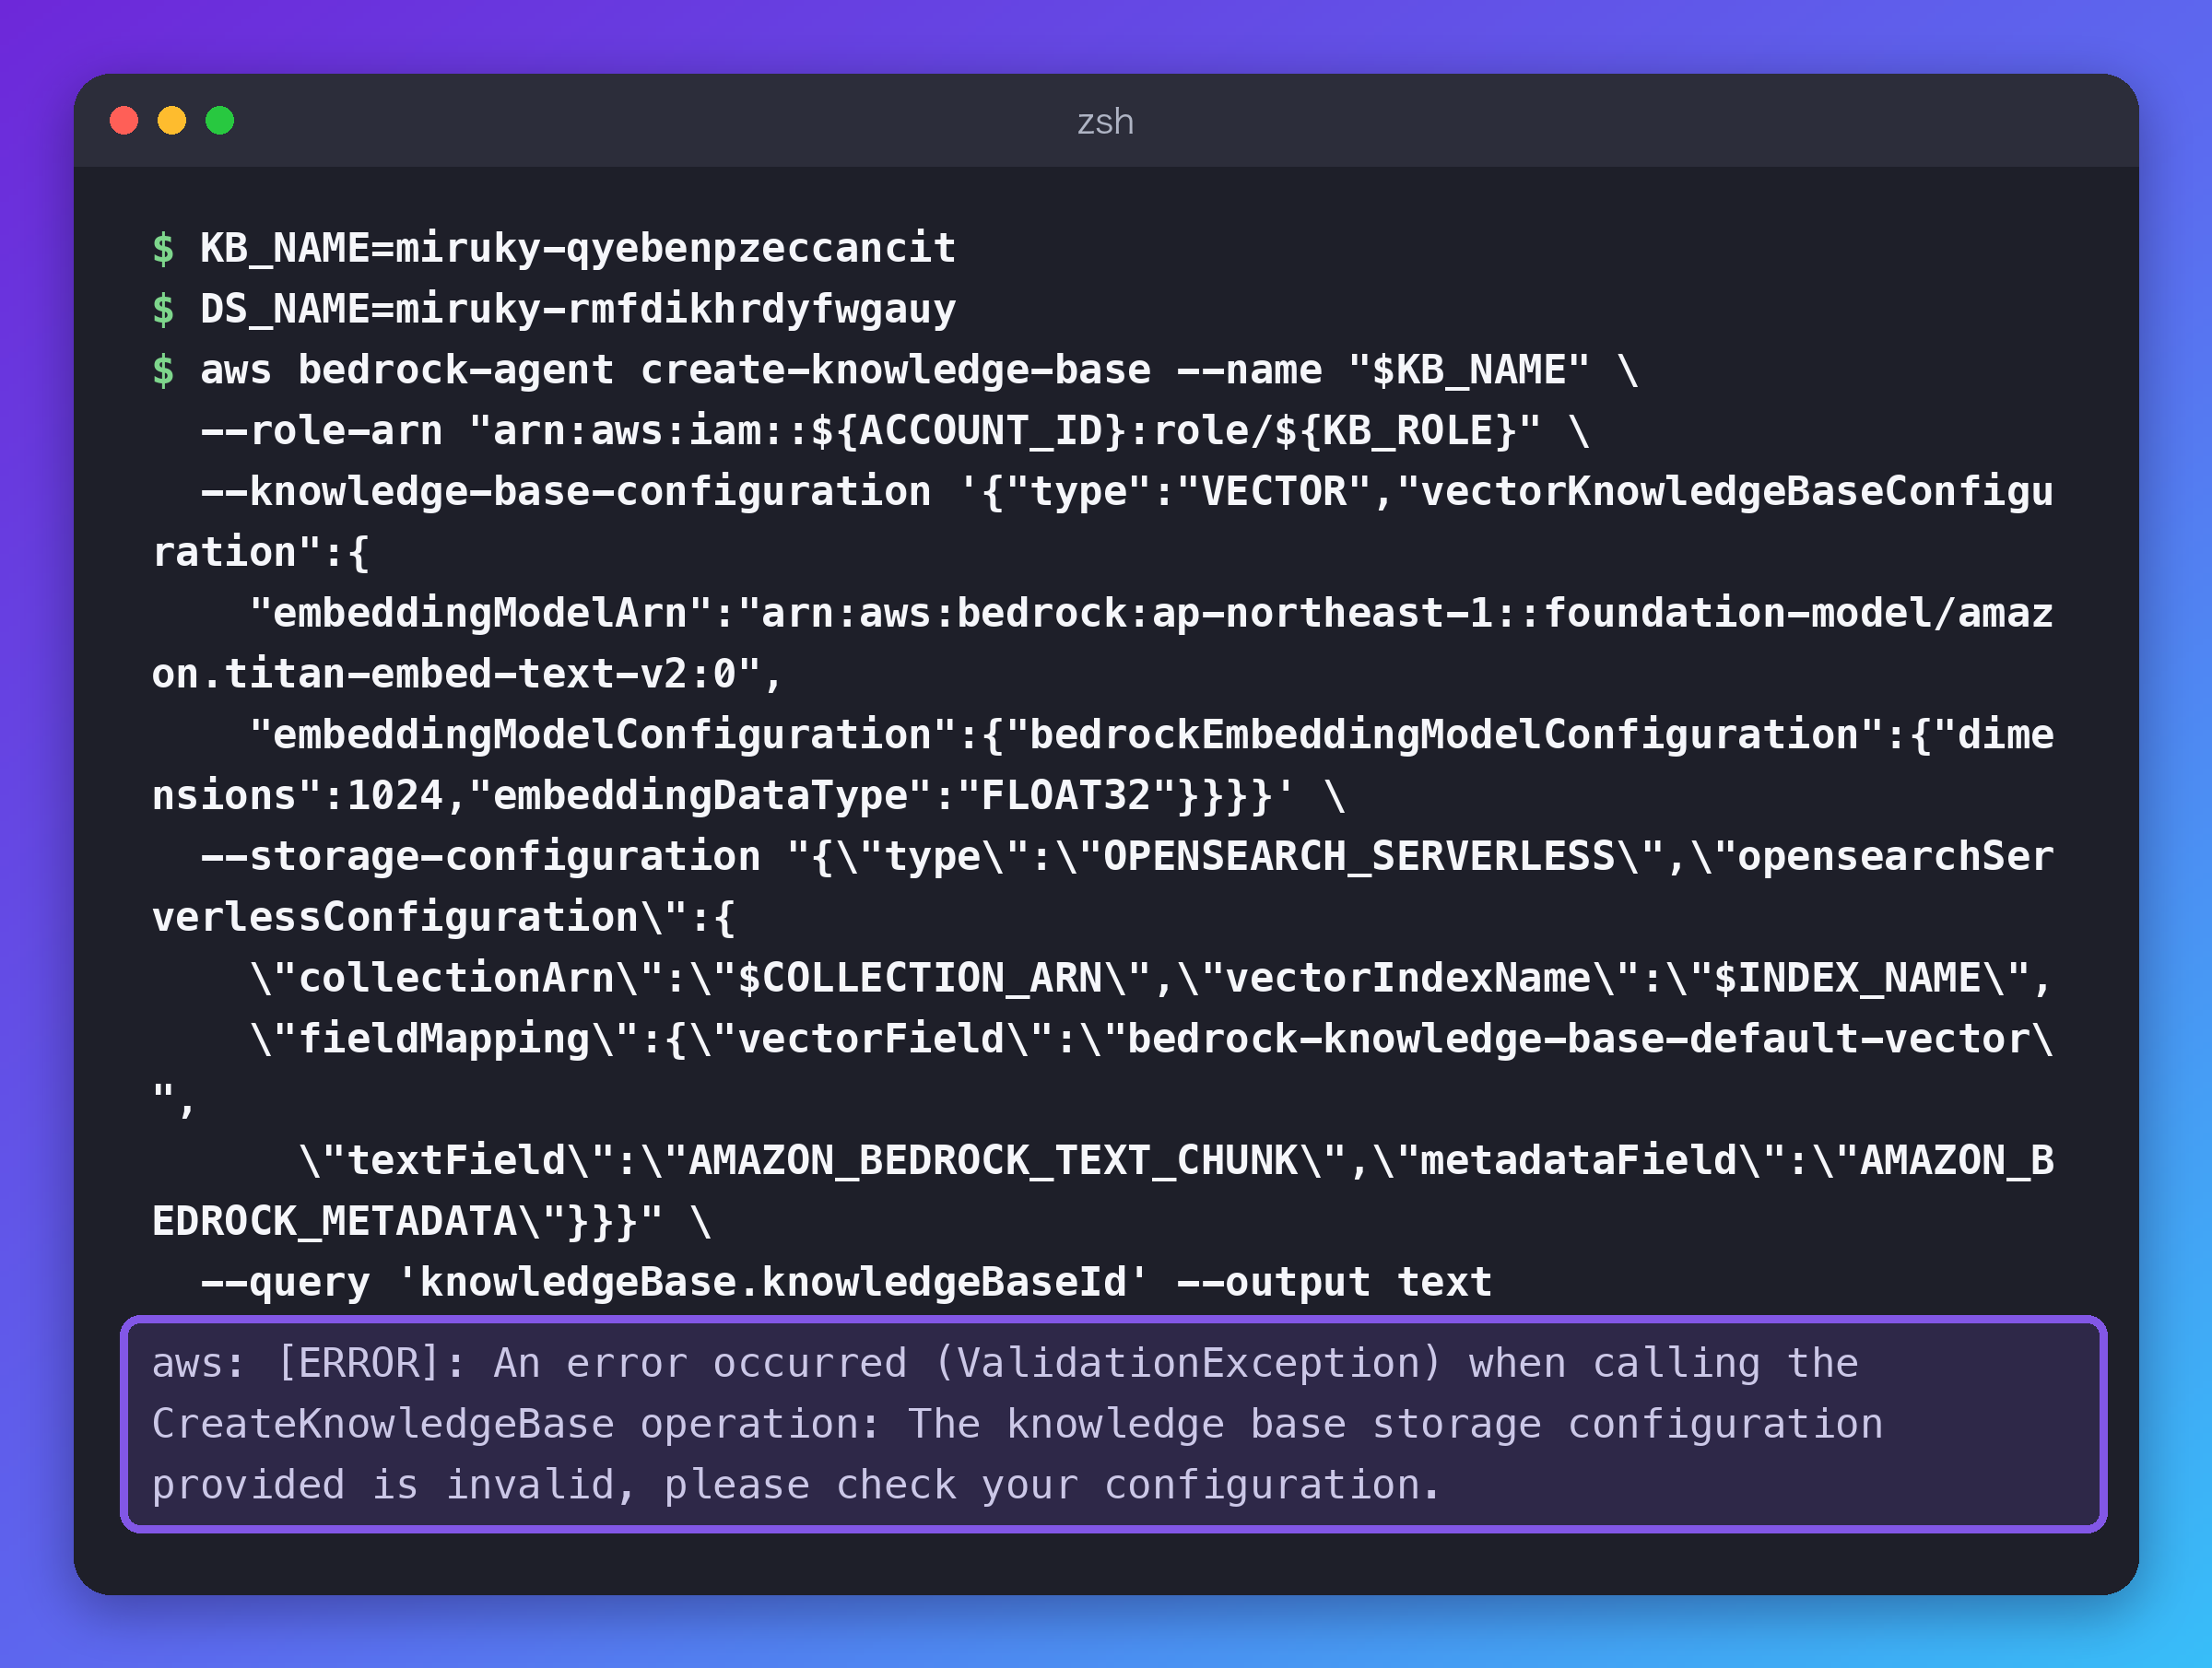 zsh
$ KB_NAME=miruky-qyebenpzeccancit
$ DS_NAME=miruky-rmfdikhrdyfwgauy
$ aws bedrock-agent create-knowledge-base --name "$KB_NAME" \
  --role-arn "arn:aws:iam::${ACCOUNT_ID}:role/${KB_ROLE}" \
  --knowledge-base-configuration '{"type":"VECTOR","vectorKnowledgeBaseConfigu
ration":{
    "embeddingModelArn":"arn:aws:bedrock:ap-northeast-1::foundation-model/amaz
on.titan-embed-text-v2:0",
    "embeddingModelConfiguration":{"bedrockEmbeddingModelConfiguration":{"dime
nsions":1024,"embeddingDataType":"FLOAT32"}}}}' \
  --storage-configuration "{\"type\":\"OPENSEARCH_SERVERLESS\",\"opensearchSer
verlessConfiguration\":{
    \"collectionArn\":\"$COLLECTION_ARN\",\"vectorIndexName\":\"$INDEX_NAME\",
    \"fieldMapping\":{\"vectorField\":\"bedrock-knowledge-base-default-vector\
",
      \"textField\":\"AMAZON_BEDROCK_TEXT_CHUNK\",\"metadataField\":\"AMAZON_B
EDROCK_METADATA\"}}}" \
  --query 'knowledgeBase.knowledgeBaseId' --output text
aws: [ERROR]: An error occurred (ValidationException) when calling the
CreateKnowledgeBase operation: The knowledge base storage configuration
provided is invalid, please check your configuration.